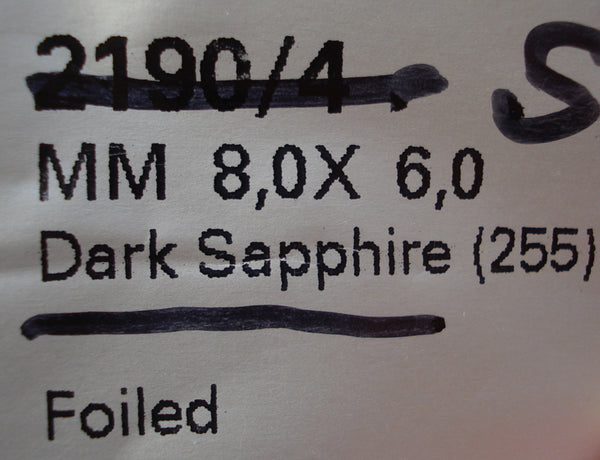 2190/4 S
MM 8,0X 6,0
Dark Sapphire (255)
Foiled